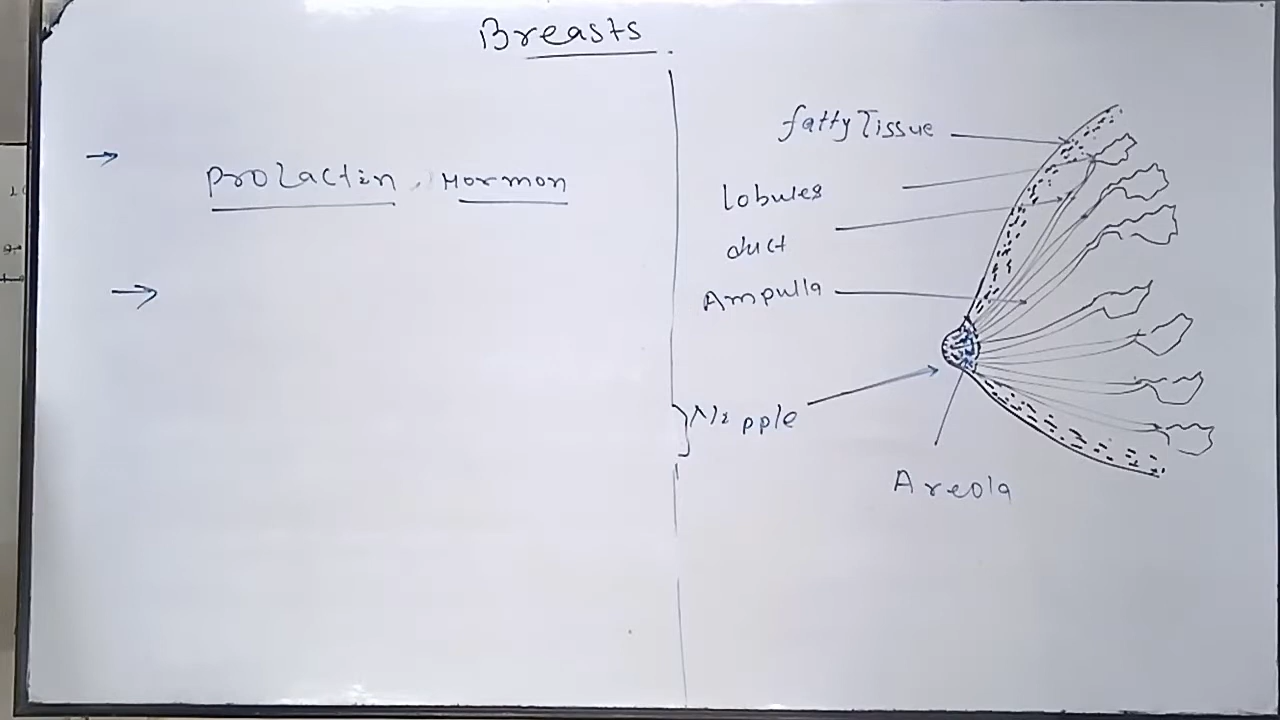 Breasts
Prolactin, Hormon
fatty Tissue
Lobules
duct
Ampulla
Nipple
Areola